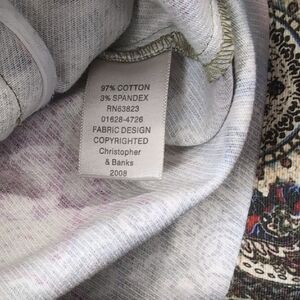 97% COTTON
3% SPANDEX
RN63823
01628-4726
FABRIC DESIGN
COPYRIGHTED
Christopher
& Banks
2008